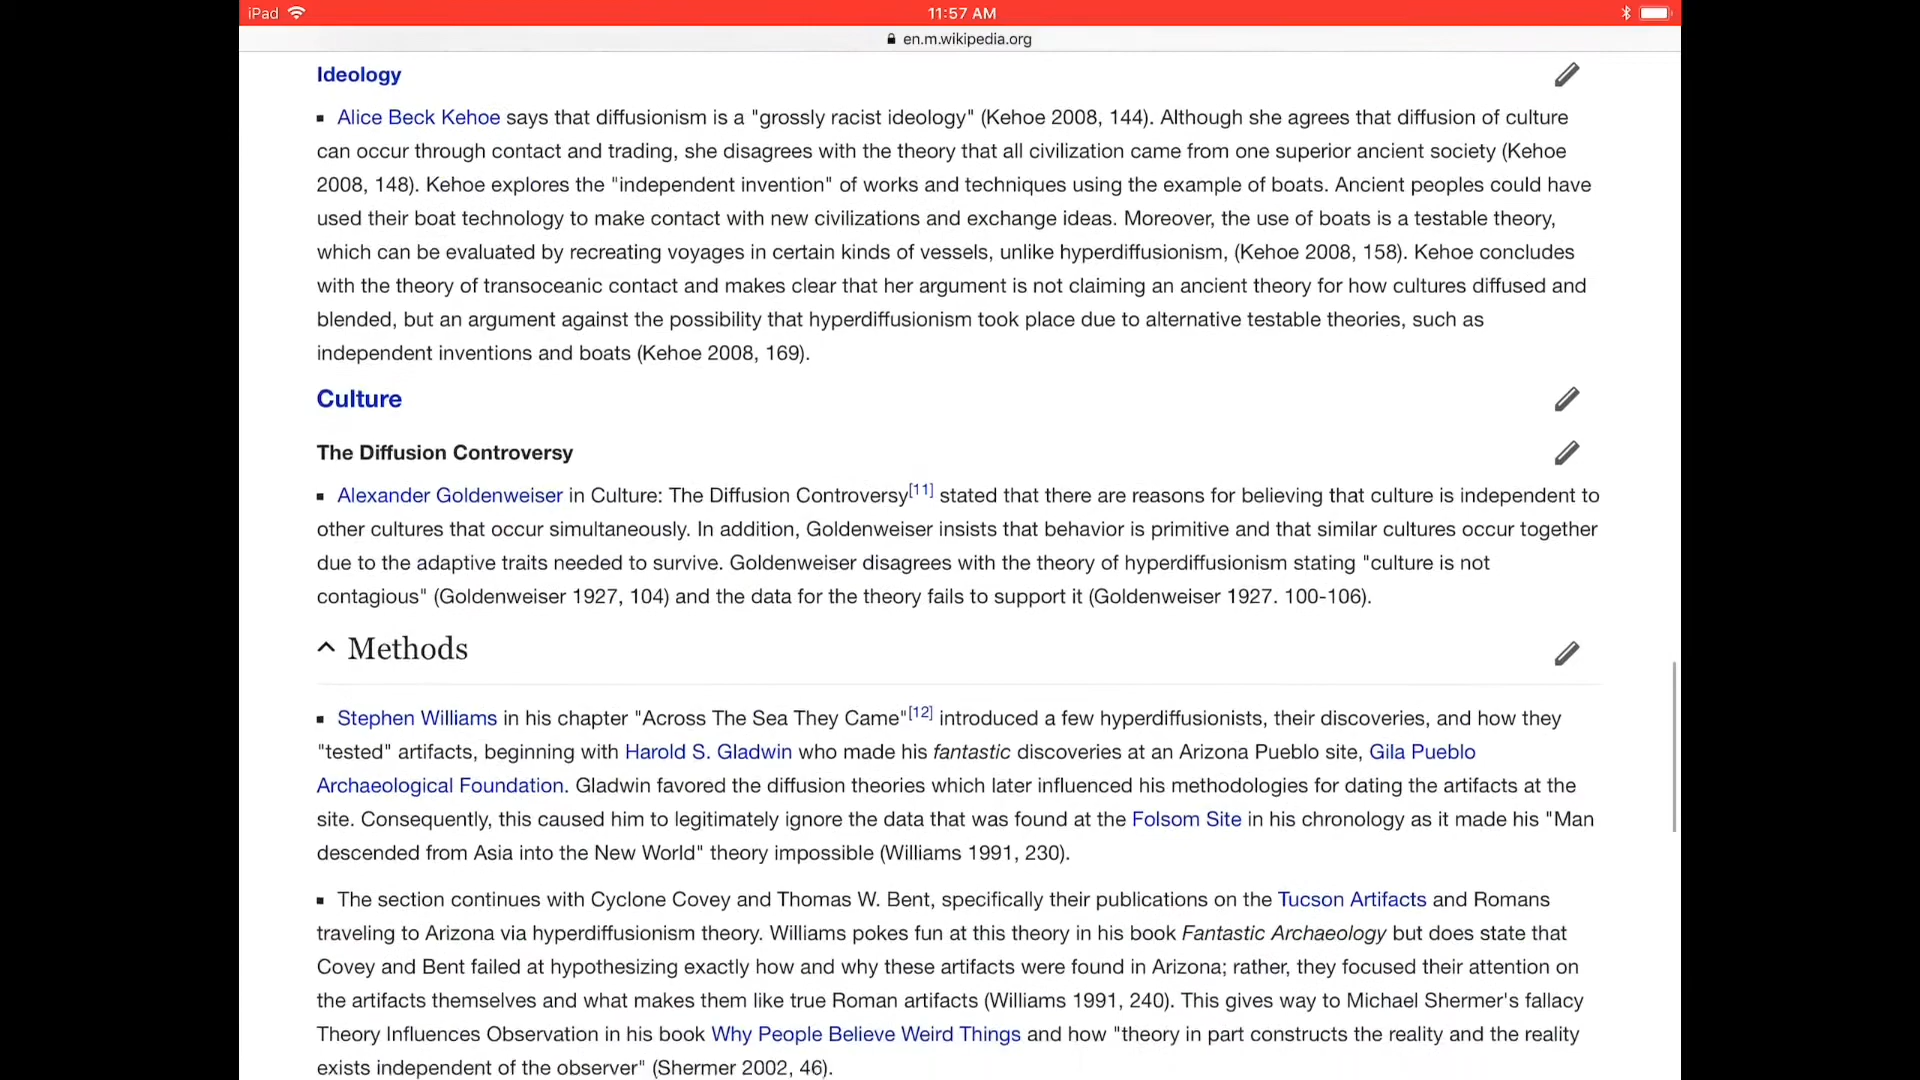 iPad
11:57 AM
en.m.wikipedia.org
Ideology
▪ Alice Beck Kehoe says that diffusionism is a "grossly racist ideology" (Kehoe 2008, 144). Although she agrees that diffusion of culture
can occur through contact and trading, she disagrees with the theory that all civilization came from one superior ancient society (Kehoe
2008, 148). Kehoe explores the "independent invention" of works and techniques using the example of boats. Ancient peoples could have
used their boat technology to make contact with new civilizations and exchange ideas. Moreover, the use of boats is a testable theory,
which can be evaluated by recreating voyages in certain kinds of vessels, unlike hyperdiffusionism, (Kehoe 2008, 158). Kehoe concludes
with the theory of transoceanic contact and makes clear that her argument is not claiming an ancient theory for how cultures diffused and
blended, but an argument against the possibility that hyperdiffusionism took place due to alternative testable theories, such as
independent inventions and boats (Kehoe 2008, 169).
Culture
The Diffusion Controversy
▪ Alexander Goldenweiser in Culture: The Diffusion Controversy[11] stated that there are reasons for believing that culture is independent to
other cultures that occur simultaneously. In addition, Goldenweiser insists that behavior is primitive and that similar cultures occur together
due to the adaptive traits needed to survive. Goldenweiser disagrees with the theory of hyperdiffusionism stating "culture is not
contagious" (Goldenweiser 1927, 104) and the data for the theory fails to support it (Goldenweiser 1927. 100-106).
Methods
▪ Stephen Williams in his chapter "Across The Sea They Came"[12] introduced a few hyperdiffusionists, their discoveries, and how they
"tested" artifacts, beginning with Harold S. Gladwin who made his fantastic discoveries at an Arizona Pueblo site, Gila Pueblo
Archaeological Foundation. Gladwin favored the diffusion theories which later influenced his methodologies for dating the artifacts at the
site. Consequently, this caused him to legitimately ignore the data that was found at the Folsom Site in his chronology as it made his "Man
descended from Asia into the New World" theory impossible (Williams 1991, 230).
▪ The section continues with Cyclone Covey and Thomas W. Bent, specifically their publications on the Tucson Artifacts and Romans
traveling to Arizona via hyperdiffusionism theory. Williams pokes fun at this theory in his book Fantastic Archaeology but does state that
Covey and Bent failed at hypothesizing exactly how and why these artifacts were found in Arizona; rather, they focused their attention on
the artifacts themselves and what makes them like true Roman artifacts (Williams 1991, 240). This gives way to Michael Shermer's fallacy
Theory Influences Observation in his book Why People Believe Weird Things and how "theory in part constructs the reality and the reality
exists independent of the observer" (Shermer 2002, 46).